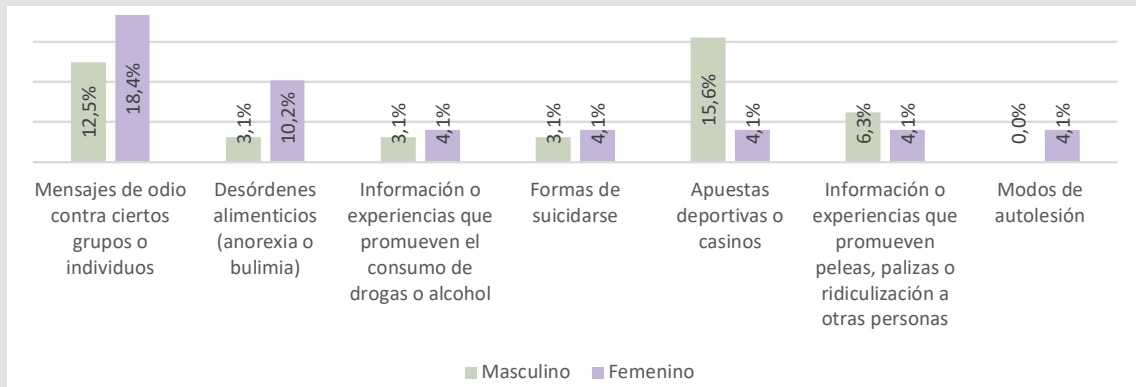 12,5%
18,4%
3,1%
10,2%
3,1%
4,1%
3,1%
4,1%
15,6%
4,1%
6,3%
4,1%
0,0%
4,1%
Mensajes de odio
contra ciertos
grupos o
individuos
Desórdenes
alimenticios
(anorexia o
bulimia)
Información o
experiencias que
promueven el
consumo de
drogas o alcohol
Formas de
suicidarse
Apuestas
deportivas o
casinos
Información o
experiencias que
promueven
peleas, palizas o
ridiculización a
otras personas
Modos de
autolesión
Masculino
Femenino